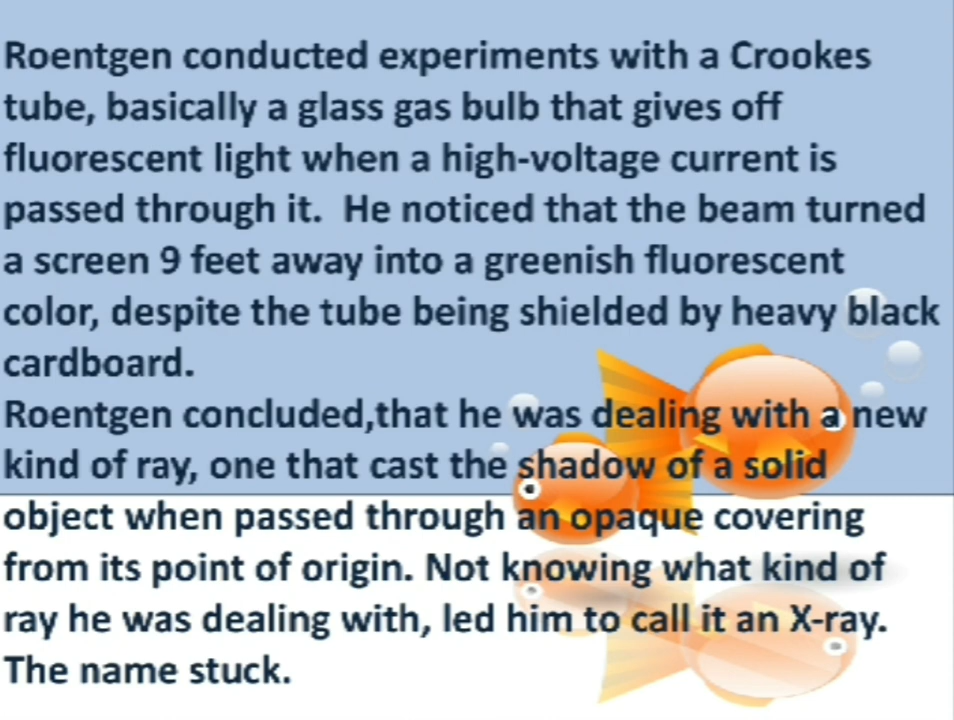 Roentgen conducted experiments with a Crookes
tube, basically a glass gas bulb that gives off
fluorescent light when a high-voltage current is
passed through it.  He noticed that the beam turned
a screen 9 feet away into a greenish fluorescent
color, despite the tube being shielded by heavy black
cardboard.
Roentgen concluded,that he was dealing with a new
kind of ray, one that cast the shadow of a solid
object when passed through an opaque covering
from its point of origin. Not knowing what kind of
ray he was dealing with, led him to call it an X-ray.
The name stuck.